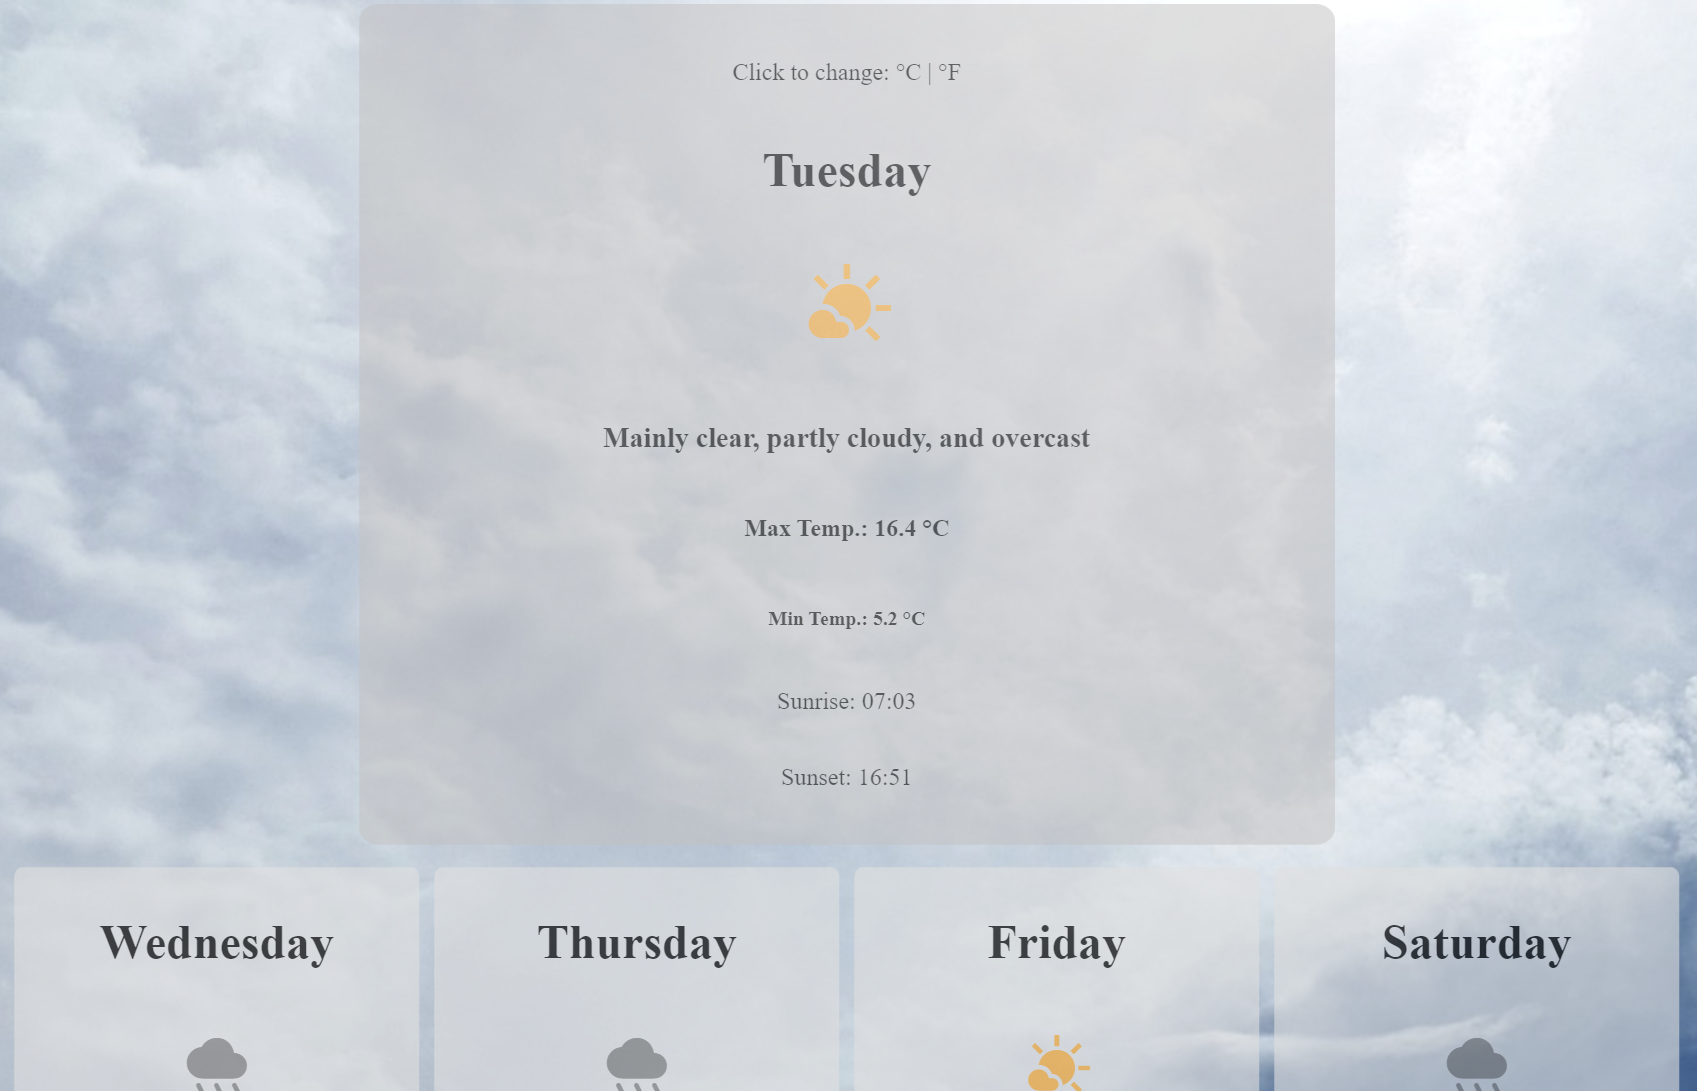 Click to change: °C | °F
Tuesday
Mainly clear, partly cloudy, and overcast
Max Temp.: 16.4 °C
Min Temp.: 5.2 °C
Sunrise: 07:03
Sunset: 16:51
Wednesday
Thursday
Friday
Saturday